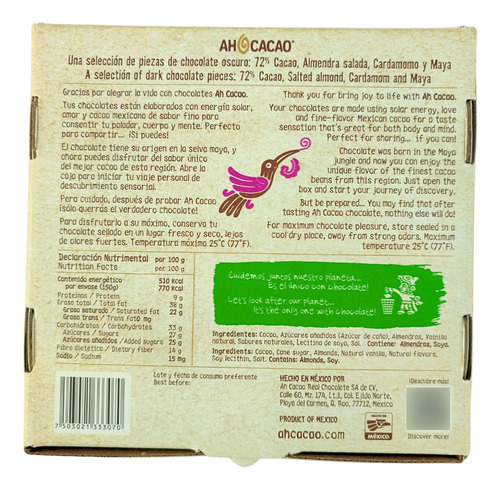 AH CACAO
Una selección de piezas de chocolate oscuro: 72% Cacao, Almendra salada, Cardamomo y Maya
A selection of dark chocolate pieces: 72% Cacao, Salted almond, Cardamom and Maya
Gracias por alegrar la vida con chocolates Ah Cacao.
Tus chocolates están elaborados con energía solar,
amor y cacao mexicano de sabor fino para
consentir tu paladar, cuerpo y mente. Perfecto
para compartir... ¡Si puedes!
El chocolate tiene su origen en la selva maya, y
ahora puedes disfrutar del sabor único
del mejor cacao de esta región. Abre la
caja para iniciar tu viaje personal de
descubrimiento sensorial.
Pero cuidado, después de probar Ah Cacao
¡sólo querrás el verdadero chocolate!
Para disfrutarlo a su máximo, conserva tu
chocolate sellado en un lugar fresco y seco, lejos
de olores fuertes. Temperatura máximo 25°C (77°F).
Thank you for bring joy to life with Ah Cacao.
Your chocolates are made using solar energy, love
and fine-flavor Mexican cacao for a taste
sensation that's great for both body and mind.
Perfect for sharing... if you can!
Chocolate was born in the Maya
jungle and now you can enjoy the
unique flavor of the finest cacao
beans from this region. Just open the
box and start your journey of discovery.
But be prepared... You may find that after
tasting Ah Cacao chocolate, nothing else will do!
For maximum chocolate pleasure, store sealed in a
cool dry place, away from strong odors. Maximum
temperature 25°C (77°F).
Declaración Nutrimental por 100 g
Nutrition Facts per 100 g
Contenido energético 510 kcal
por envase (150g) 770 kcal
Proteínas / Protein 9 g
Grasa total / Total fat 38 g
Grasa saturada / Saturated fat 22 g
Grasa trans / Trans fat 0 mg
Carbohidratos / Carbohydrates 33 g
Azúcares / Sugars 27 g
Azúcares añadidos / Added sugars 25 g
Fibra dietética / Dietary fiber 14 g
Sodio / Sodium 15 mg
Cuidemos juntos nuestro planeta...
Es el único con chocolate!
Let's look after our planet...
It's the only one with chocolate!
Ingredientes: Cacao, Azúcares añadidos (Azúcar de caña), Almendras, Vainilla
natural, Sabores naturales, Lecitina de soya, Sal. Contiene: Almendras, Soya.
Ingredients: Cacao, Cane sugar, Almonds, Natural vanilla, Natural flavors,
Soy lecithin, Salt. Contains: Almonds, Soy.
Lote y fecha de consumo preferente
Best before:
7 503021 333070
HECHO EN MÉXICO POR
Ah Cacao Real Chocolate SA de CV,
Calle 60, Mz. 174, Lt.1, Col. Ejido Norte,
Playa del Carmen, Q. Roo, 77712, México
PRODUCT OF MEXICO
ahcacao.com
MÉXICO
¡Descubre más!
Discover more!